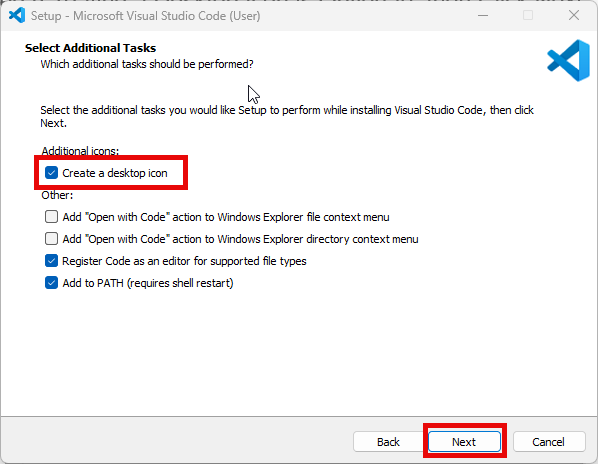 Setup - Microsoft Visual Studio Code (User)
Select Additional Tasks
Which additional tasks should be performed?
Select the additional tasks you would like Setup to perform while installing Visual Studio Code, then click
Next.
Additional icons:
Create a desktop icon
Other:
Add "Open with Code" action to Windows Explorer file context menu
Add "Open with Code" action to Windows Explorer directory context menu
Register Code as an editor for supported file types
Add to PATH (requires shell restart)
Back Next Cancel